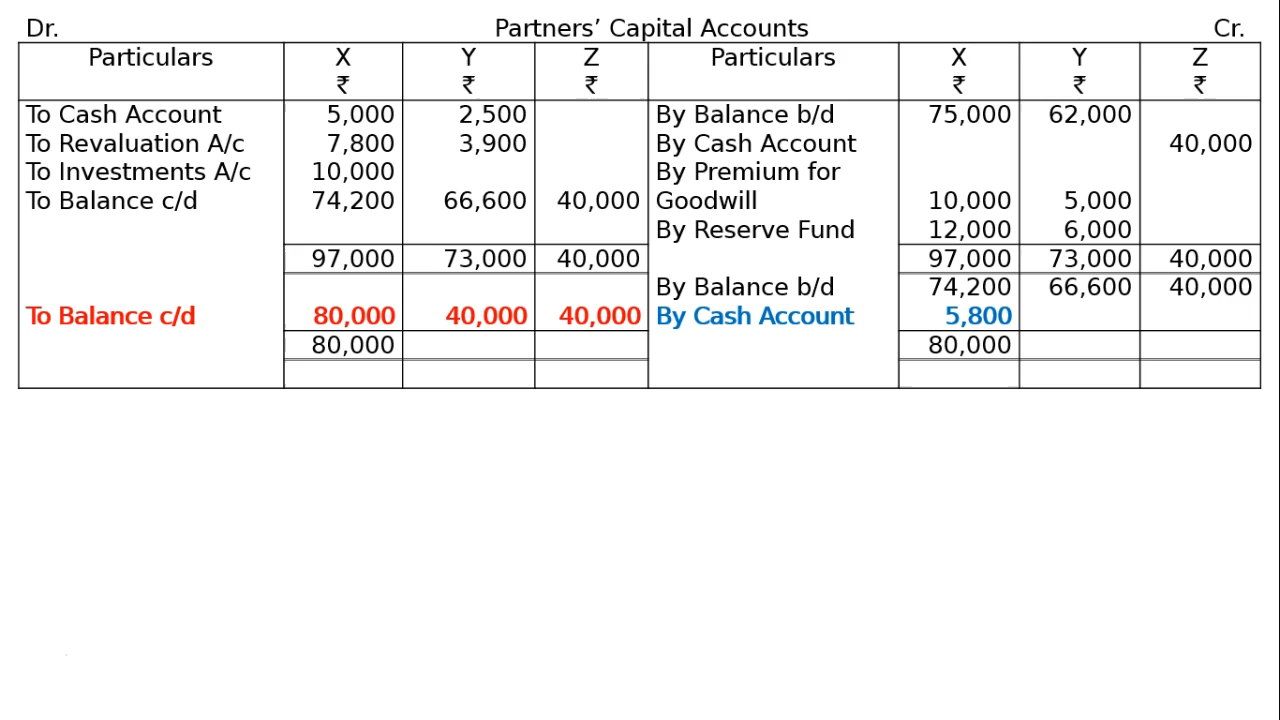 Dr. Partners’ Capital Accounts Cr.
Particulars X Y Z Particulars X Y Z
₹ ₹ ₹ ₹ ₹ ₹
To Cash Account 5,000 2,500 By Balance b/d 75,000 62,000
To Revaluation A/c 7,800 3,900 By Cash Account 40,000
To Investments A/c 10,000 By Premium for
To Balance c/d 74,200 66,600 40,000 Goodwill 10,000 5,000
By Reserve Fund 12,000 6,000
97,000 73,000 40,000 97,000 73,000 40,000
By Balance b/d 74,200 66,600 40,000
To Balance c/d 80,000 40,000 40,000 By Cash Account 5,800
80,000 80,000